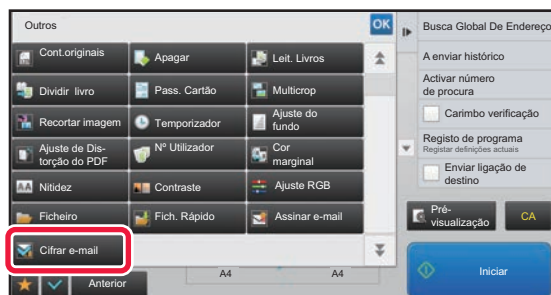 Outros
OK
Cont.originais
Apagar
Leit. Livros
Dividir livro
Pass. Cartão
Multicrop
Recortar imagem
Temporizador
Ajuste do
fundo
Ajuste de Dis-
torção do PDF
Nº Utilizador
Cor
marginal
AA
Nitidez
Contraste
Ajuste RGB
Ficheiro
Fich. Rápido
Assinar e-mail
Cifrar e-mail
Anterior
A4
A4
Busca Global De Endereço
A enviar histórico
Activar número
de procura
Carimbo verificação
Registo de programa
Registar definições actuais
Enviar ligação de
destino
Pré-
visualização
CA
Iniciar